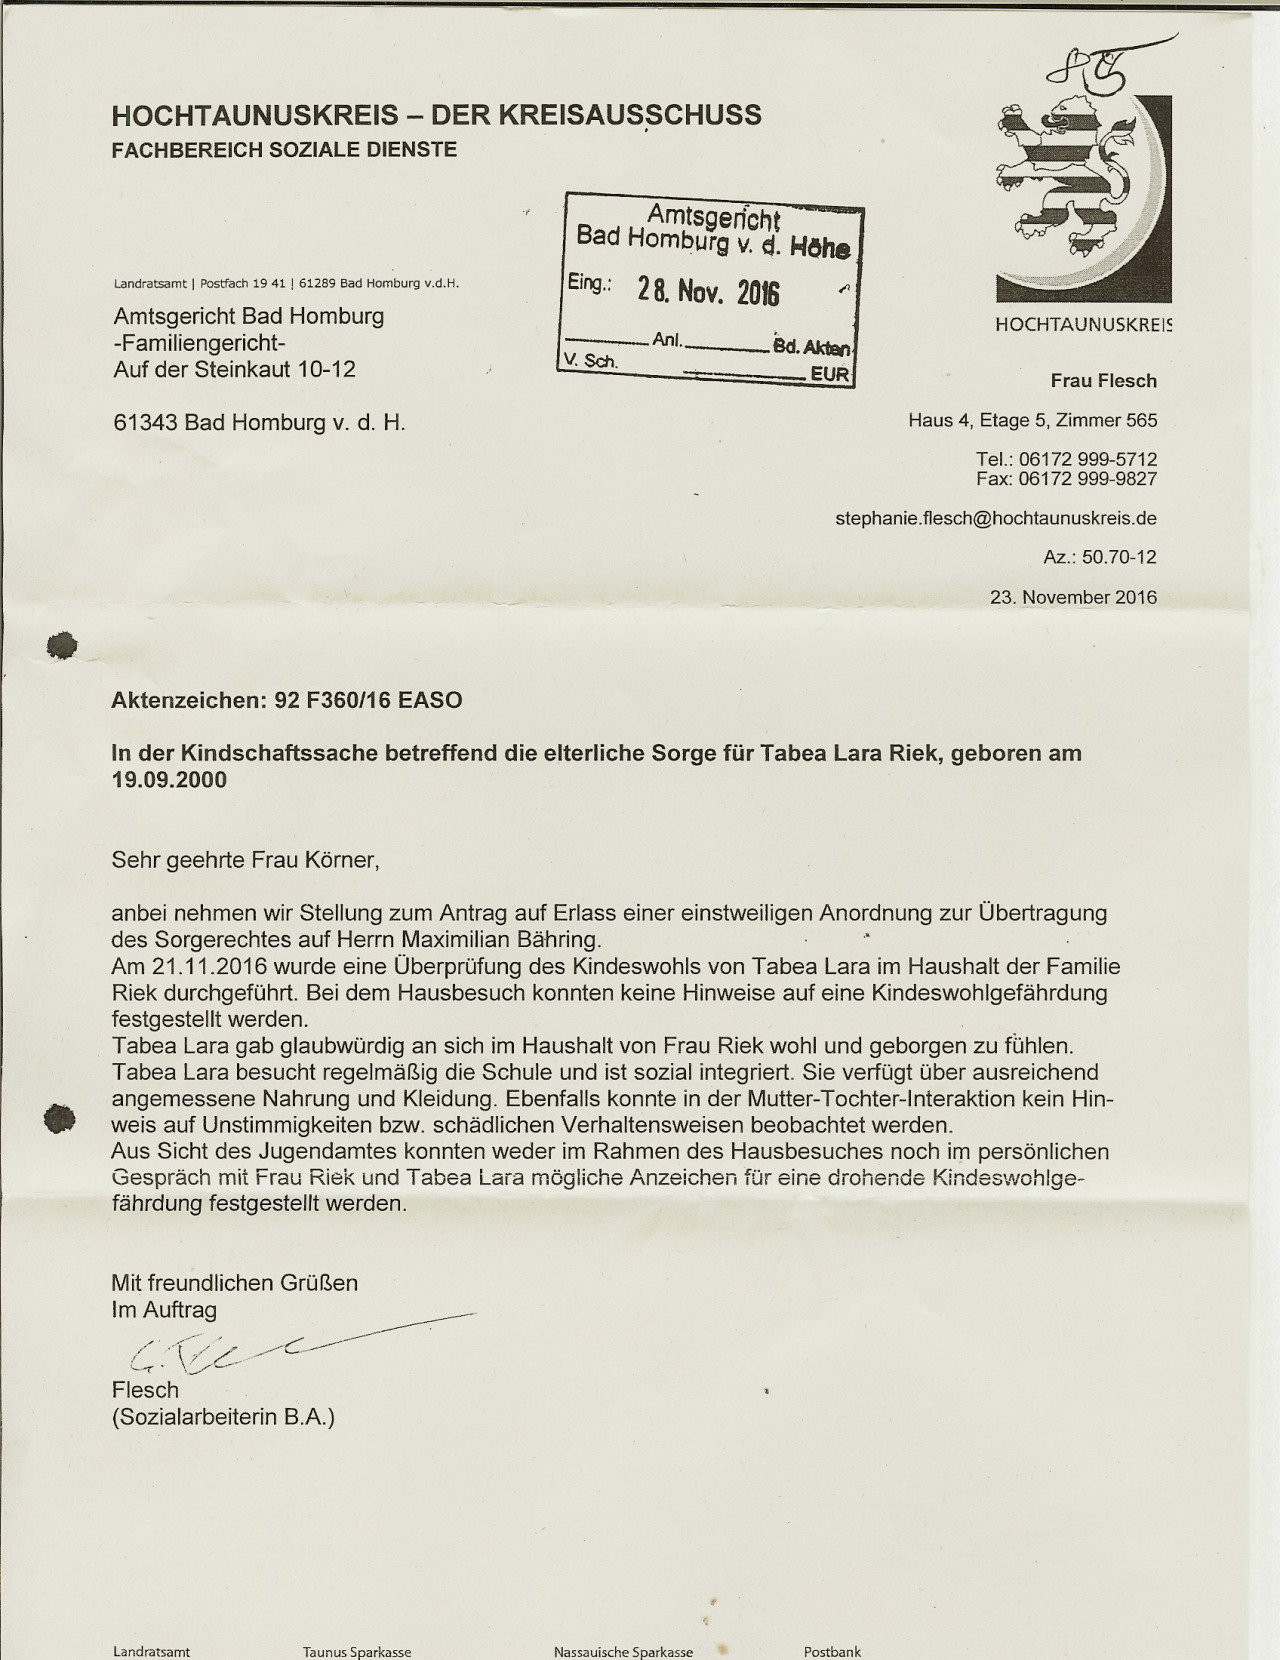 HOCHTAUNUSKREIS – DER KREISAUSSCHUSS
FACHBEREICH SOZIALE DIENSTE
Amtsgericht
Bad Homburg v. d. Höhe
Eing.: 28. Nov. 2016
Anl. Bd. Akten
V. Sch. EUR
HOCHTAUNUSKREIS
Landratsamt | Postfach 19 41 | 61289 Bad Homburg v.d.H.
Amtsgericht Bad Homburg
-Familiengericht-
Auf der Steinkaut 10-12
61343 Bad Homburg v. d. H.
Frau Flesch
Haus 4, Etage 5, Zimmer 565
Tel.: 06172 999-5712
Fax: 06172 999-9827
stephanie.flesch@hochtaunuskreis.de
Az.: 50.70-12
23. November 2016
Aktenzeichen: 92 F360/16 EASO
In der Kindschaftssache betreffend die elterliche Sorge für Tabea Lara Riek, geboren am
19.09.2000
Sehr geehrte Frau Körner,
anbei nehmen wir Stellung zum Antrag auf Erlass einer einstweiligen Anordnung zur Übertragung
des Sorgerechtes auf Herrn Maximilian Bähring.
Am 21.11.2016 wurde eine Überprüfung des Kindeswohls von Tabea Lara im Haushalt der Familie
Riek durchgeführt. Bei dem Hausbesuch konnten keine Hinweise auf eine Kindeswohlgefährdung
festgestellt werden.
Tabea Lara gab glaubwürdig an sich im Haushalt von Frau Riek wohl und geborgen zu fühlen.
Tabea Lara besucht regelmäßig die Schule und ist sozial integriert. Sie verfügt über ausreichend
angemessene Nahrung und Kleidung. Ebenfalls konnte in der Mutter-Tochter-Interaktion kein Hin-
weis auf Unstimmigkeiten bzw. schädlichen Verhaltensweisen beobachtet werden.
Aus Sicht des Jugendamtes konnten weder im Rahmen des Hausbesuches noch im persönlichen
Gespräch mit Frau Riek und Tabea Lara mögliche Anzeichen für eine drohende Kindeswohlge-
fährdung festgestellt werden.
Mit freundlichen Grüßen
Im Auftrag
Flesch
(Sozialarbeiterin B.A.)
Landratsamt Taunus Sparkasse Nassauische Sparkasse Postbank